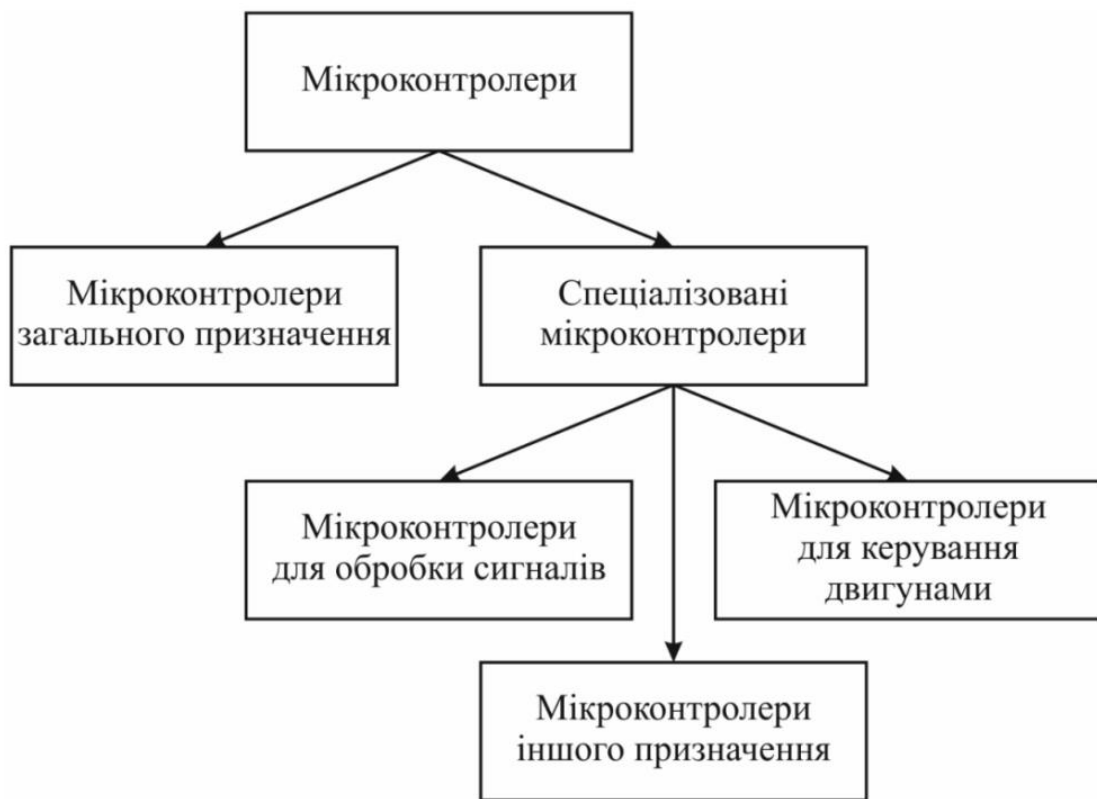 Мікроконтролери
Мікроконтролери
загального призначення
Спеціалізовані
мікроконтролери
Мікроконтролери
для обробки сигналів
Мікроконтролери
для керування
двигунами
Мікроконтролери
іншого призначення